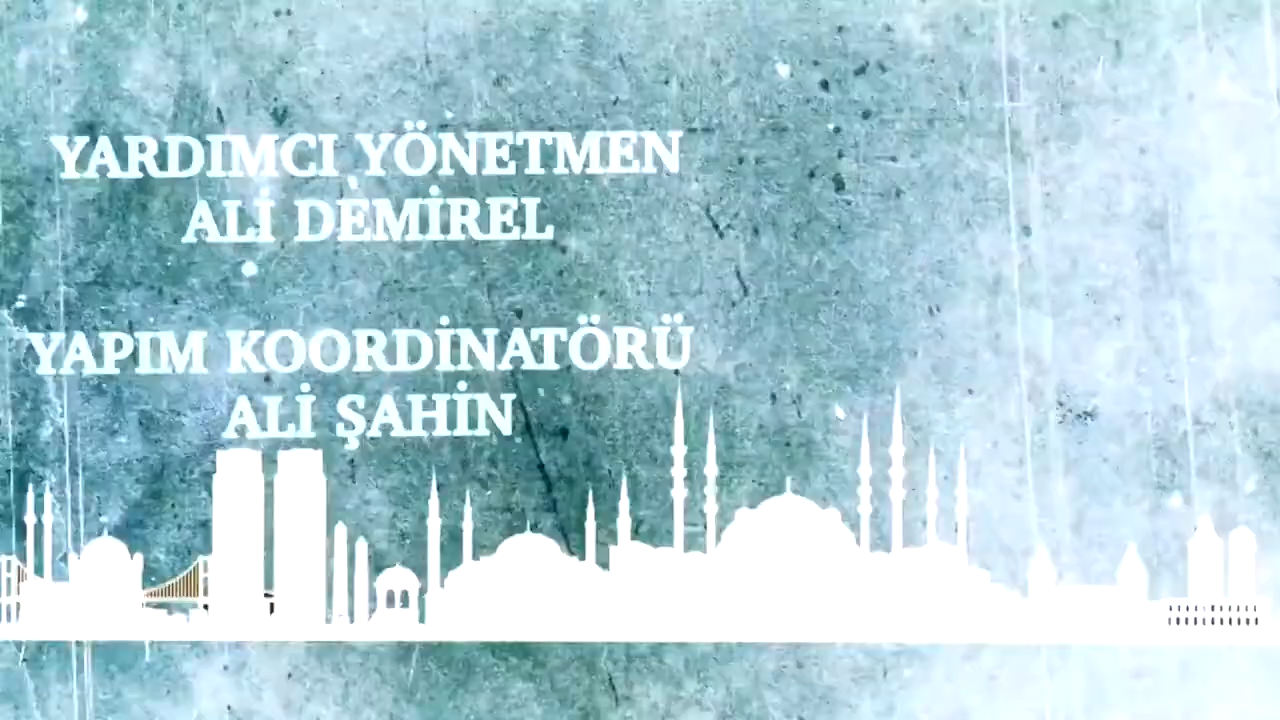 YARDIMCI YÖNETMEN
ALİ DEMİREL
YAPIM KOORDİNATÖRÜ
ALİ ŞAHİN